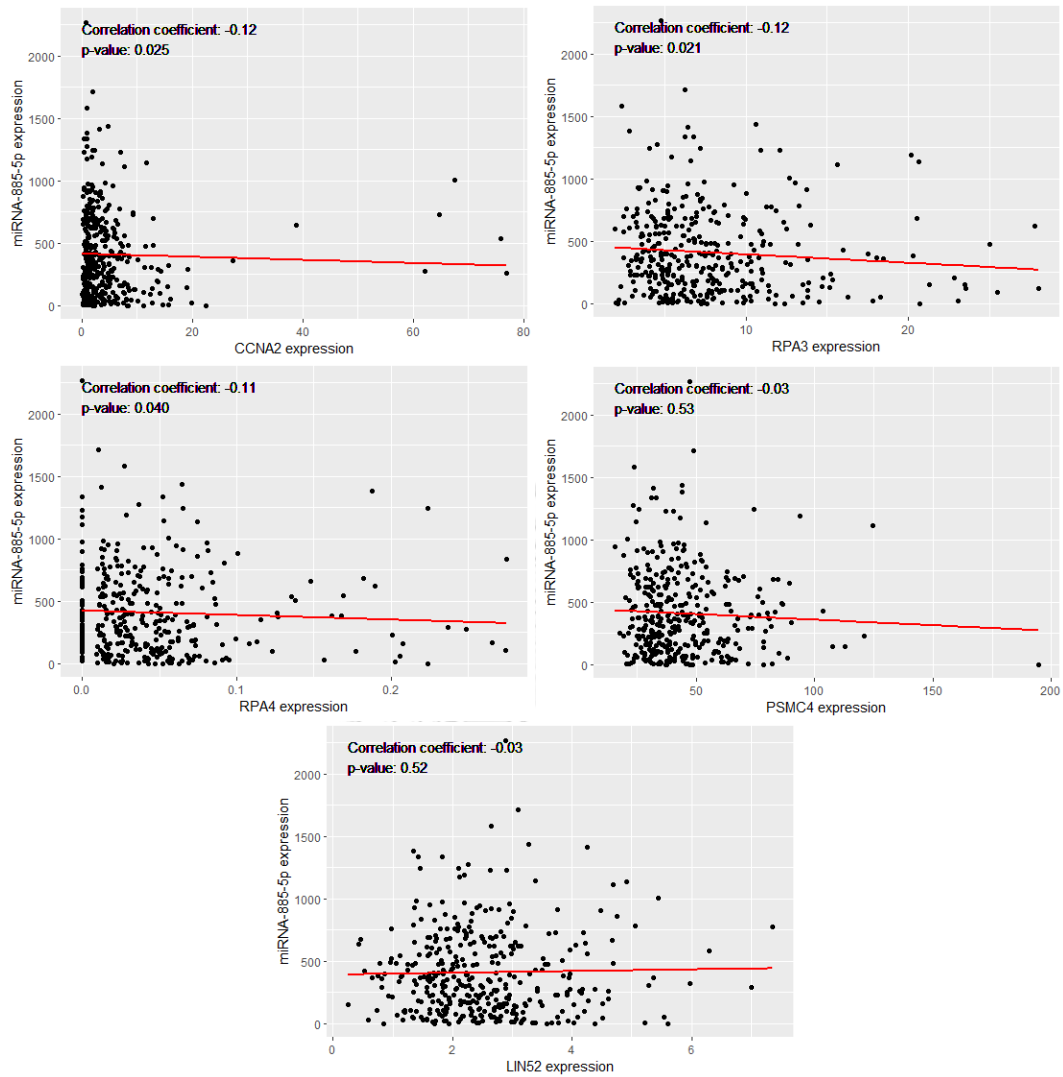 Correlation coefficient: -0.12
p-value: 0.025
miRNA-885-5p expression
2000
1500
1000
500
0
0 20 40 60 80
CCNA2 expression
Correlation coefficient: -0.12
p-value: 0.021
miRNA-885-5p expression
2000
1500
1000
500
0
10 20
RPA3 expression
Correlation coefficient: -0.11
p-value: 0.040
miRNA-885-5p expression
2000
1500
1000
500
0
0.0 0.1 0.2
RPA4 expression
Correlation coefficient: -0.03
p-value: 0.53
miRNA-885-5p expression
2000
1500
1000
500
0
50 100 150 200
PSMC4 expression
Correlation coefficient: -0.03
p-value: 0.52
miRNA-885-5p expression
2000
1500
1000
500
0
0 2 4 6
LIN52 expression